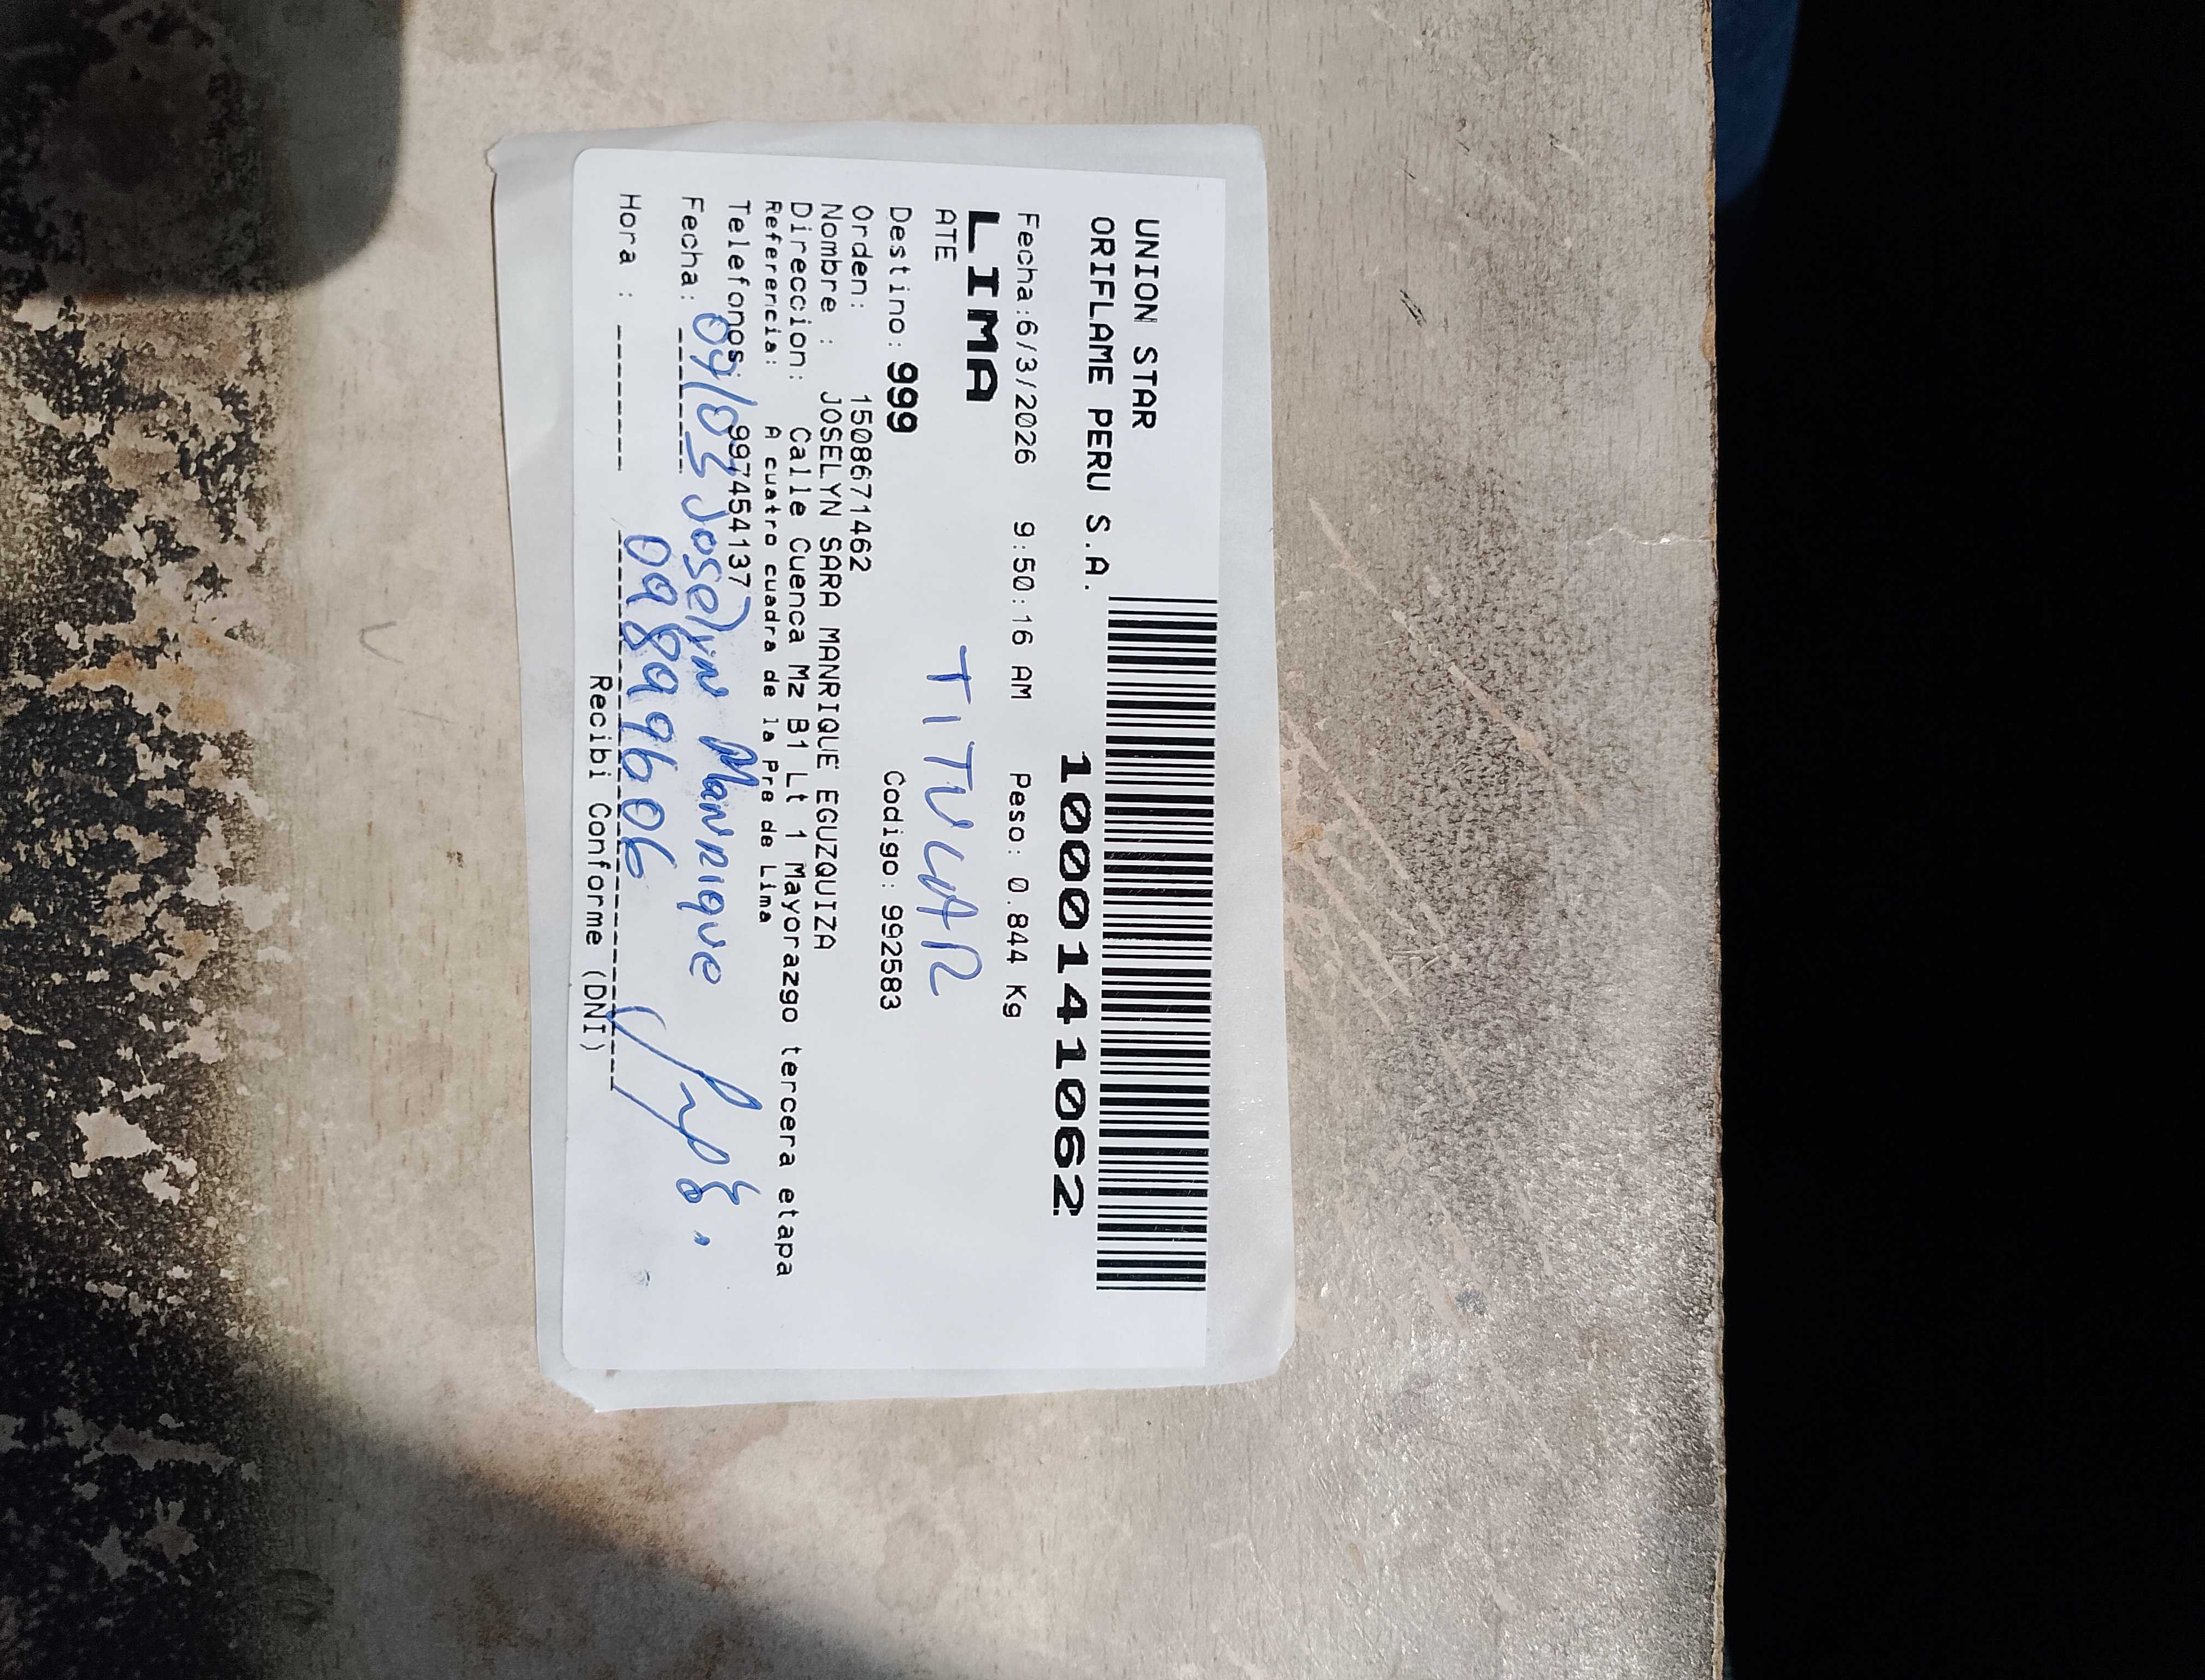 UNION STAR
ORIFLAME PERU S.A.
1000141062
Fecha:6/3/2026 9:50:16 AM Peso: 0.844 Kg
LIMA
ATE
TITULAR
Destino: 999 Codigo: 992583
Orden: 1508671462
Nombre : JOSELYN SARA MANRIQUE EGUZQUIZA
Direccion: Calle Cuenca Mz B1 Lt 1 Mayorazgo tercera etapa
Referencia: A cuatro cuadra de la Pre de Lima
Telefonos: 997454137
Fecha: 07/03 Joselyn Manrique
Hora : 09899606
Recibi Conforme (DNI)